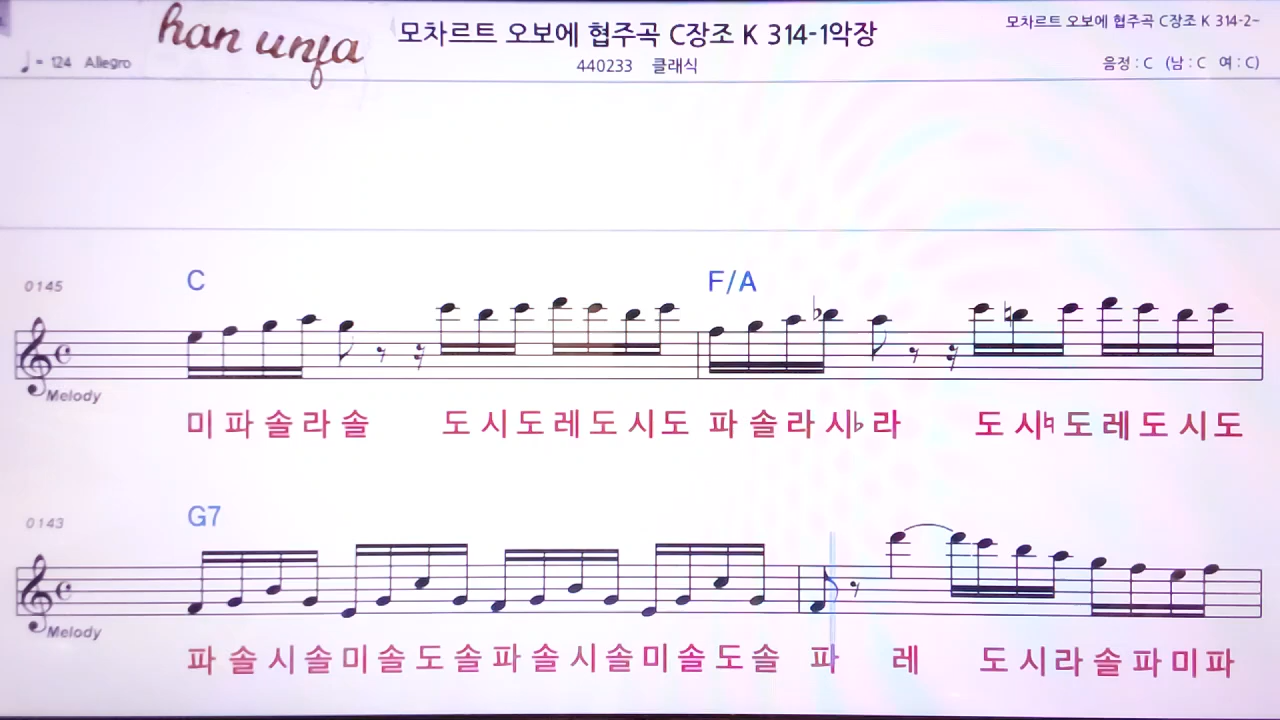 han unja
모차르트 오보에 협주곡 C장조 K 314-1악장
모차르트 오보에 협주곡 C장조 K 314-2-
♩= 124 Allegro
440233 클래식
음정 : C (남 : C 여 : C)
0145
C F/A
Melody
미 파 솔 라 솔 도 시 도 레 도 시 도 파 솔 라 시♭ 라 도 시♮ 도 레 도 시 도
0143
G7
Melody
파 솔 시 솔 미 솔 도 솔 파 솔 시 솔 미 솔 도 솔 파 레 도 시 라 솔 파 미 파